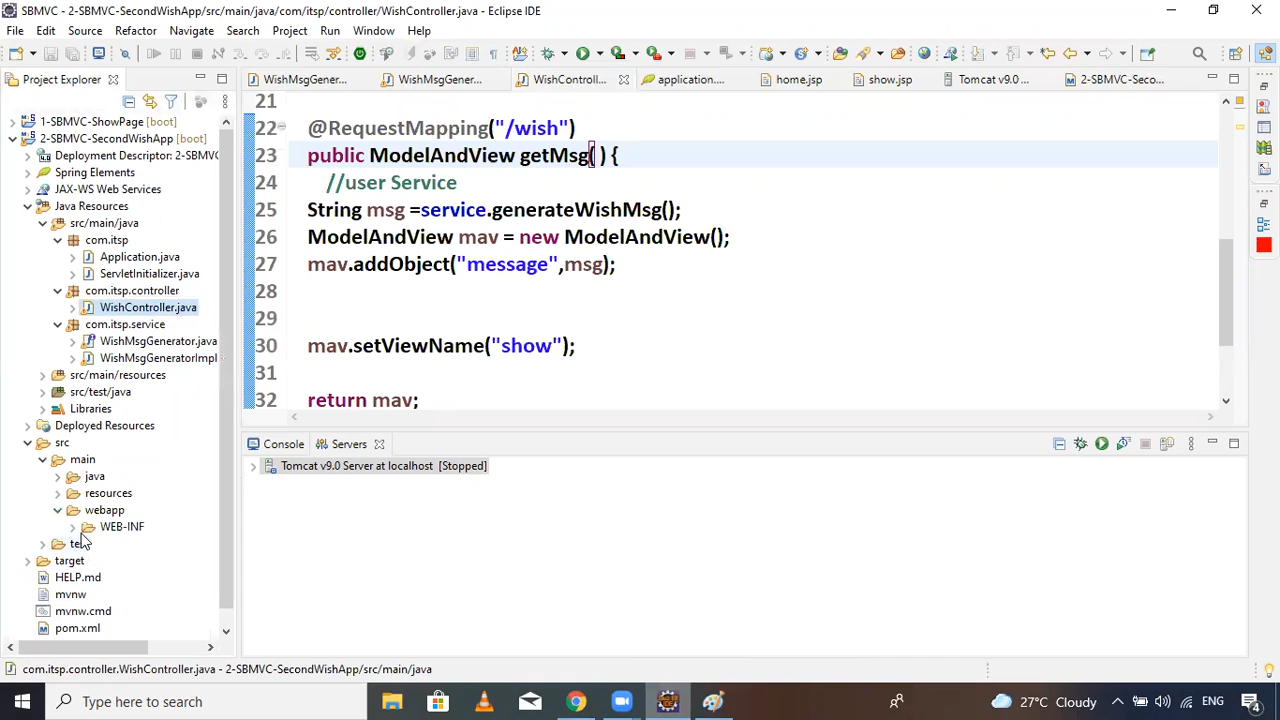 SBMVC - 2-SBMVC-SecondWishApp/src/main/java/com/itsp/controller/WishController.java - Eclipse IDE
File Edit Source Refactor Navigate Search Project Run Window Help
Project Explorer
WishMsgGener... WishMsgGener... WishControll... application.... home.jsp show.jsp Tomcat v9.0 ... 2-SBMVC-Seco...
1-SBMVC-ShowPage [boot]
2-SBMVC-SecondWishApp [boot]
Deployment Descriptor: 2-SBMVC
Spring Elements
JAX-WS Web Services
Java Resources
src/main/java
com.itsp
Application.java
ServletInitializer.java
com.itsp.controller
WishController.java
com.itsp.service
WishMsgGenerator.java
WishMsgGeneratorImpl
src/main/resources
src/test/java
Libraries
Deployed Resources
src
main
java
resources
webapp
WEB-INF
target
HELP.md
mvnw
mvnw.cmd
pom.xml
21
22 @RequestMapping("/wish")
23 public ModelAndView getMsg( ) {
24 //user Service
25 String msg =service.generateWishMsg();
26 ModelAndView mav = new ModelAndView();
27 mav.addObject("message",msg);
28
29
30 mav.setViewName("show");
31
32 return mav;
Console Servers
Tomcat v9.0 Server at localhost [Stopped]
com.itsp.controller.WishController.java - 2-SBMVC-SecondWishApp/src/main/java
Type here to search
27°C Cloudy
ENG
4